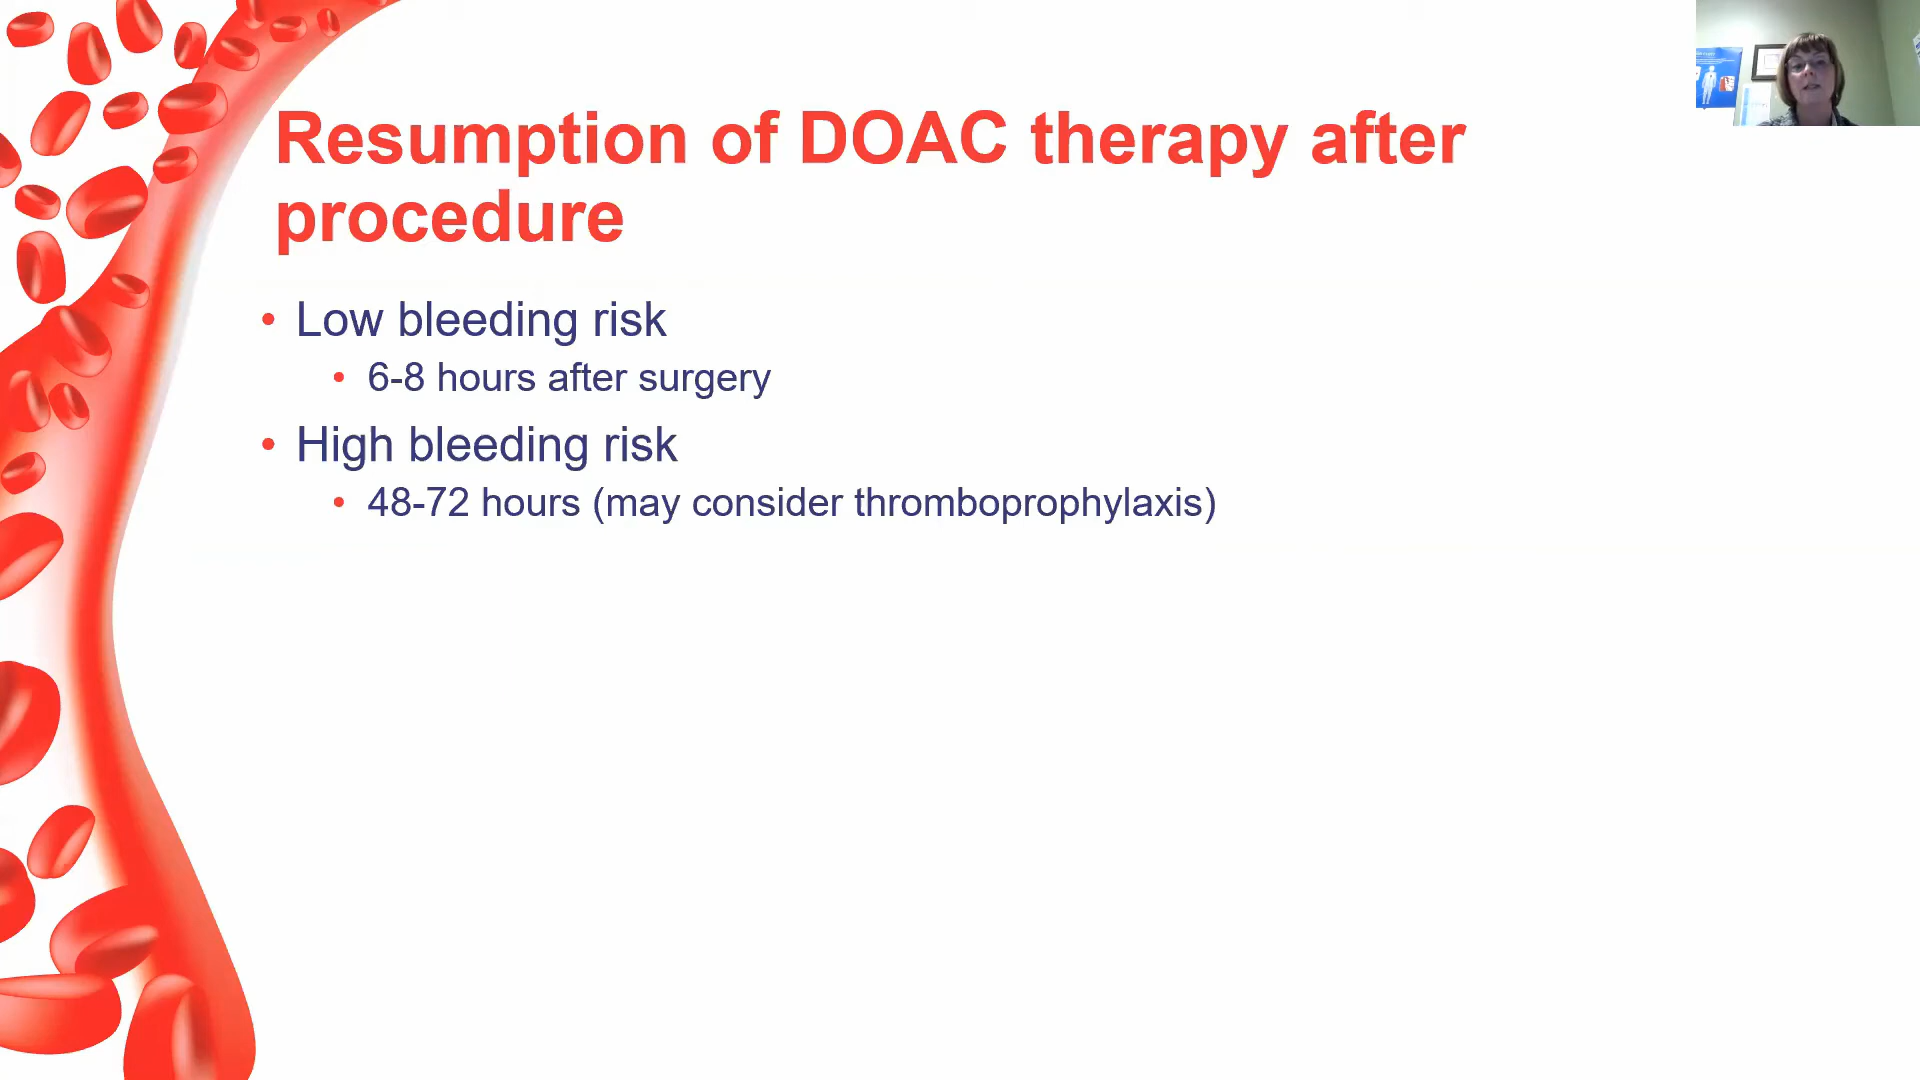 Resumption of DOAC therapy after
procedure
• Low bleeding risk
• 6-8 hours after surgery
• High bleeding risk
• 48-72 hours (may consider thromboprophylaxis)